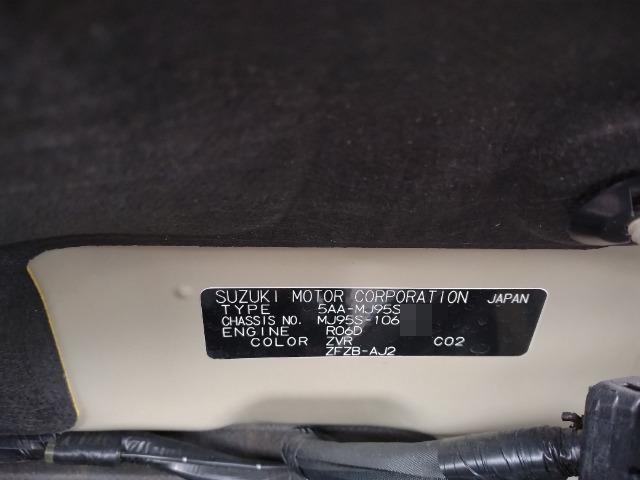 SUZUKI MOTOR CORPORATION JAPAN
TYPE 5AA-MJ95S
CHASSIS NO. MJ95S-106
ENGINE R06D
COLOR ZVR C02
ZFZB-AJ2